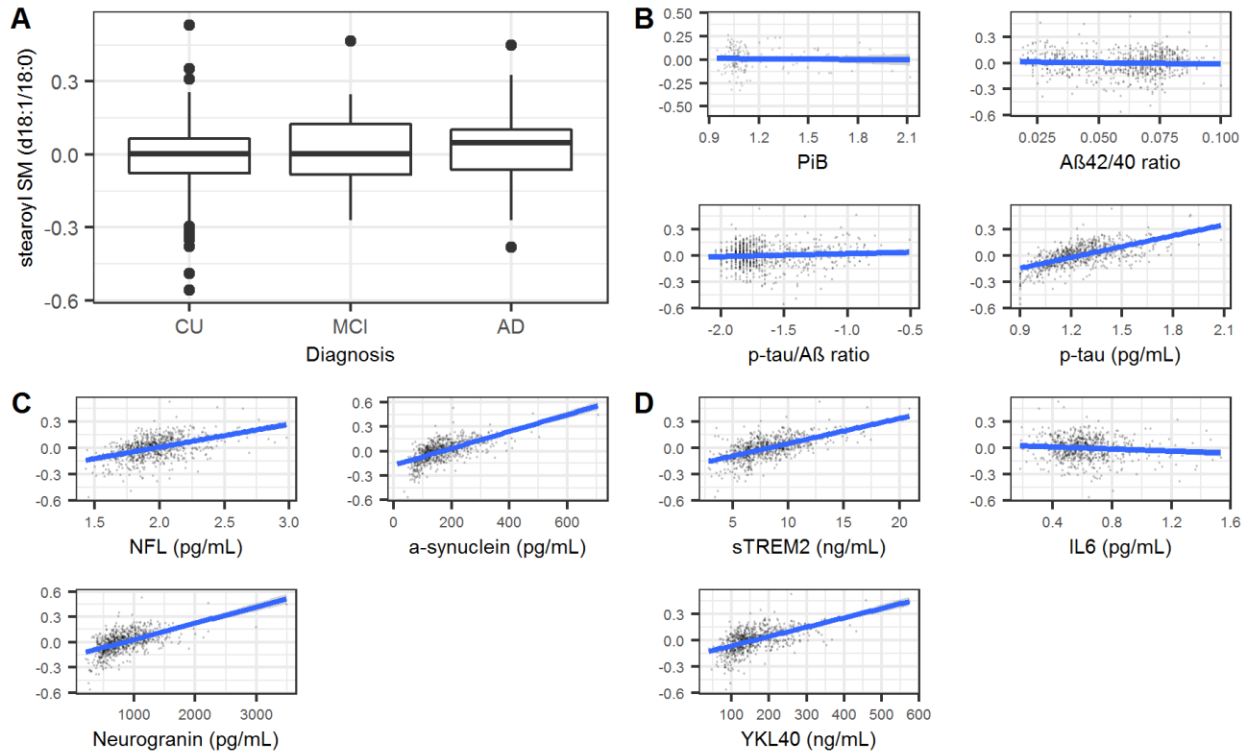 A
stearoyl SM (d18:1/18:0)
0.3
0.0
-0.3
-0.6
CU MCI AD
Diagnosis
B
0.50
0.25
0.00
-0.25
-0.50
0.9 1.2 1.5 1.8 2.1
PiB
0.3
0.0
-0.3
-0.6
0.025 0.050 0.075 0.100
Aß42/40 ratio
0.3
0.0
-0.3
-0.6
-2.0 -1.5 -1.0 -0.5
p-tau/Aß ratio
0.3
0.0
-0.3
-0.6
0.9 1.2 1.5 1.8 2.1
p-tau (pg/mL)
C
0.3
0.0
-0.3
-0.6
1.5 2.0 2.5 3.0
NFL (pg/mL)
0.6
0.3
0.0
-0.3
-0.6
0 200 400 600
a-synuclein (pg/mL)
0.6
0.3
0.0
-0.3
-0.6
1000 2000 3000
Neurogranin (pg/mL)
D
0.3
0.0
-0.3
-0.6
5 10 15 20
sTREM2 (ng/mL)
0.3
0.0
-0.3
-0.6
0.4 0.8 1.2 1.6
IL6 (pg/mL)
0.3
0.0
-0.3
-0.6
100 200 300 400 500 600
YKL40 (ng/mL)